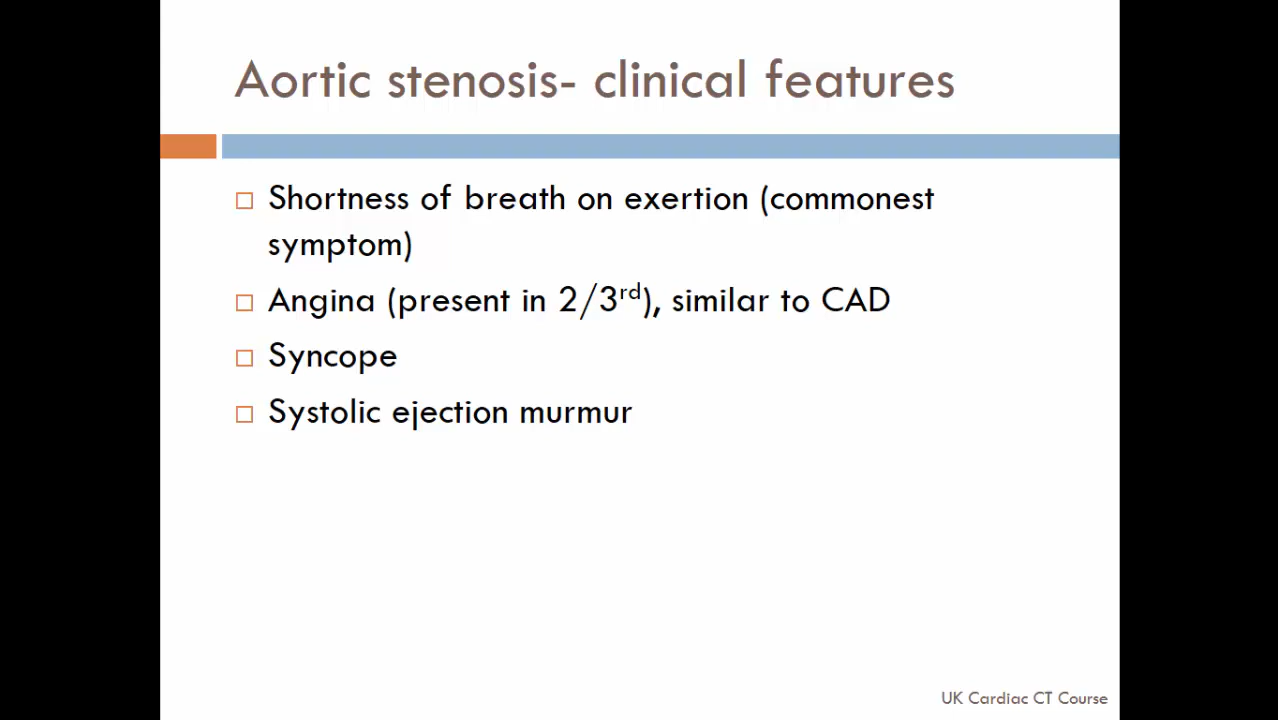 Aortic stenosis- clinical features
Shortness of breath on exertion (commonest
symptom)
Angina (present in 2/3rd), similar to CAD
Syncope
Systolic ejection murmur
UK Cardiac CT Course